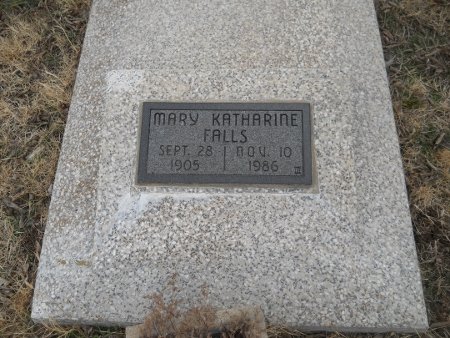 MARY KATHARINE
FALLS
SEPT. 28 | NOV. 10
1905 | 1986